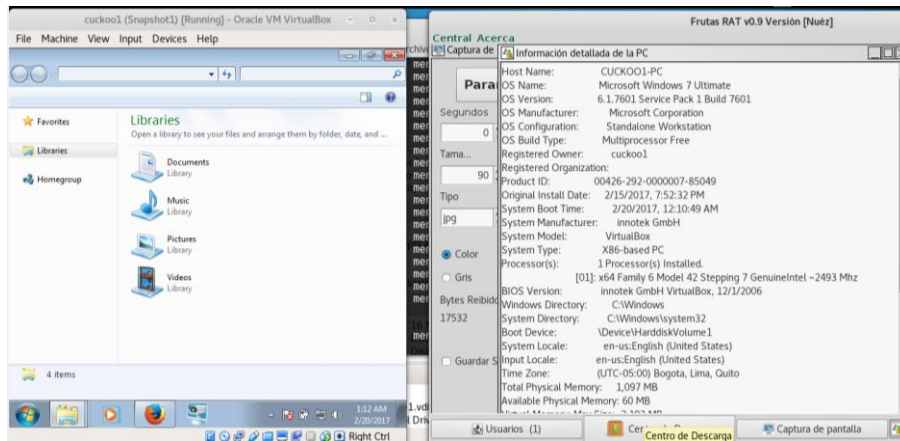 cuckoo1 (Snapshot1) [Running] - Oracle VM VirtualBox
File Machine View Input Devices Help
Favorites
Libraries
Homegroup
Libraries
Open a library to see your files and arrange them by folder, date, and ...
Documents
Library
Music
Library
Pictures
Library
Videos
Library
4 items
1:12 AM
2/20/2017
Right Ctrl
Frutas RAT v0.9 Versión [Nuéz]
Central Acerca
Captura de
Información detallada de la PC
Segundos
0
Tama...
90
Tipo
jpg
Color
Gris
Bytes
17532
Guardar S
Host Name: CUCKOO1-PC
OS Name: Microsoft Windows 7 Ultimate
OS Version: 6.1.7601 Service Pack 1 Build 7601
OS Manufacturer: Microsoft Corporation
OS Configuration: Standalone Workstation
OS Build Type: Multiprocessor Free
Registered Owner: cuckoo1
Registered Organization:
Product ID: 00426-292-0000007-85049
Original Install Date: 2/15/2017, 7:52:32 PM
System Boot Time: 2/20/2017, 12:10:49 AM
System Manufacturer: innotek GmbH
System Model: VirtualBox
System Type: X86-based PC
Processor(s): 1 Processor(s) Installed.
[01]: x64 Family 6 Model 42 Stepping 7 GenuineIntel ~2493 Mhz
BIOS Version: innotek GmbH VirtualBox, 12/1/2006
Windows Directory: C:\Windows
System Directory: C:\Windows\system32
Boot Device: \Device\HarddiskVolume1
System Locale: en-us;English (United States)
Input Locale: en-us;English (United States)
Time Zone: (UTC-05:00) Bogota, Lima, Quito
Total Physical Memory: 1,097 MB
Available Physical Memory: 60 MB
Usuarios (1)
Centro de Descarga
Captura de pantalla